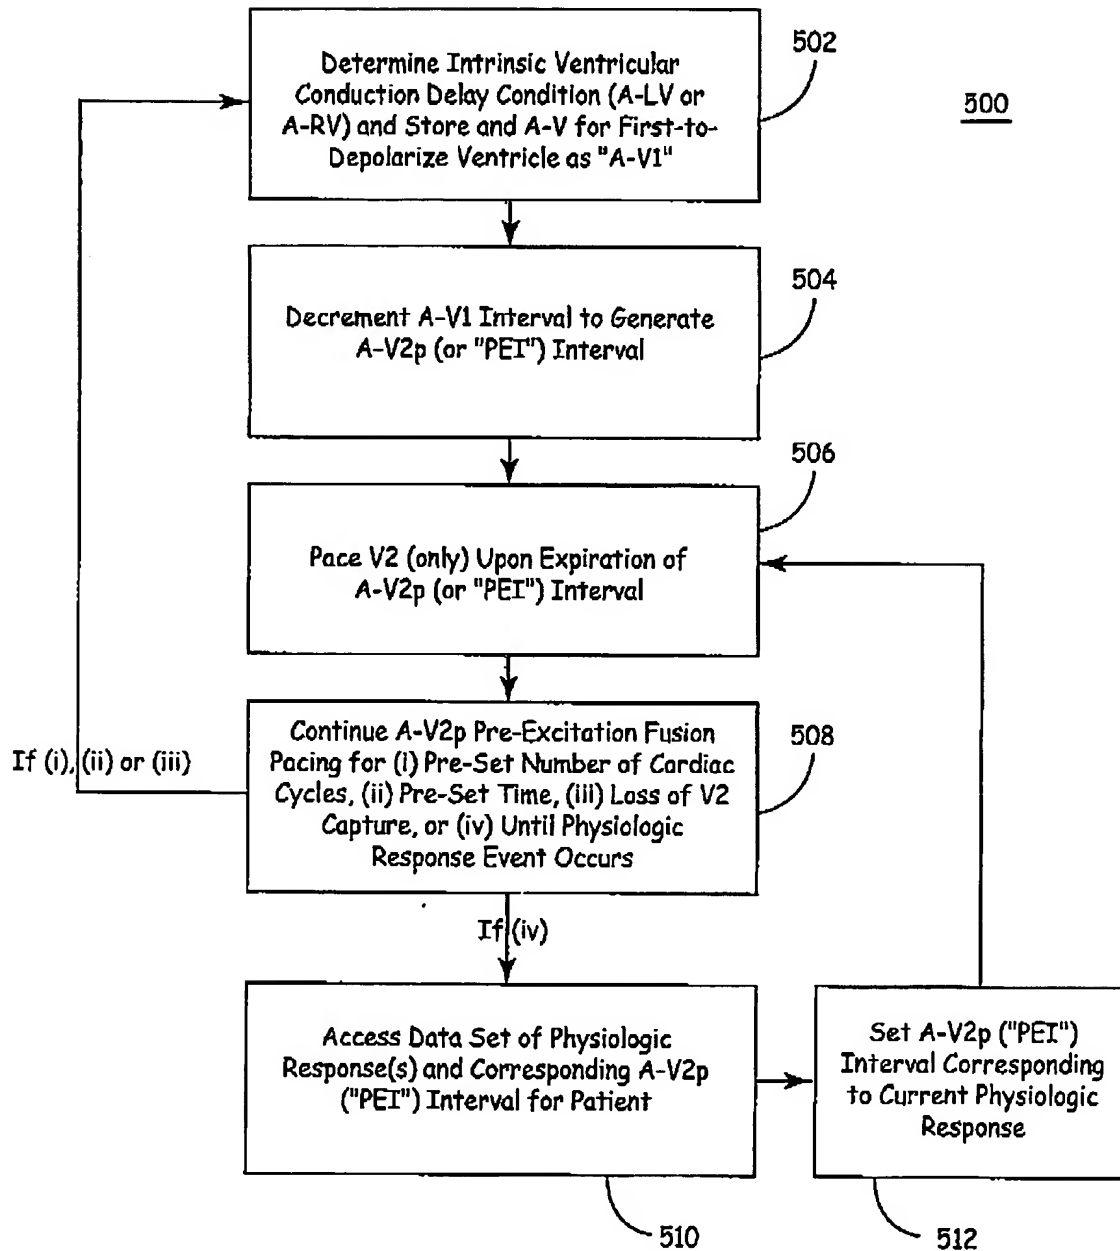 502
500
Determine Intrinsic Ventricular
Conduction Delay Condition (A-LV or
A-RV) and Store and A-V for First-to-
Depolarize Ventricle as "A-V1"
504
Decrement A-V1 Interval to Generate
A-V2p (or "PEI") Interval
506
Pace V2 (only) Upon Expiration of
A-V2p (or "PEI") Interval
508
If (i), (ii) or (iii)
Continue A-V2p Pre-Excitation Fusion
Pacing for (i) Pre-Set Number of Cardiac
Cycles, (ii) Pre-Set Time, (iii) Loss of V2
Capture, or (iv) Until Physiologic
Response Event Occurs
If (iv)
Access Data Set of Physiologic
Response(s) and Corresponding A-V2p
("PEI") Interval for Patient
510
Set A-V2p ("PEI")
Interval Corresponding
to Current Physiologic
Response
512